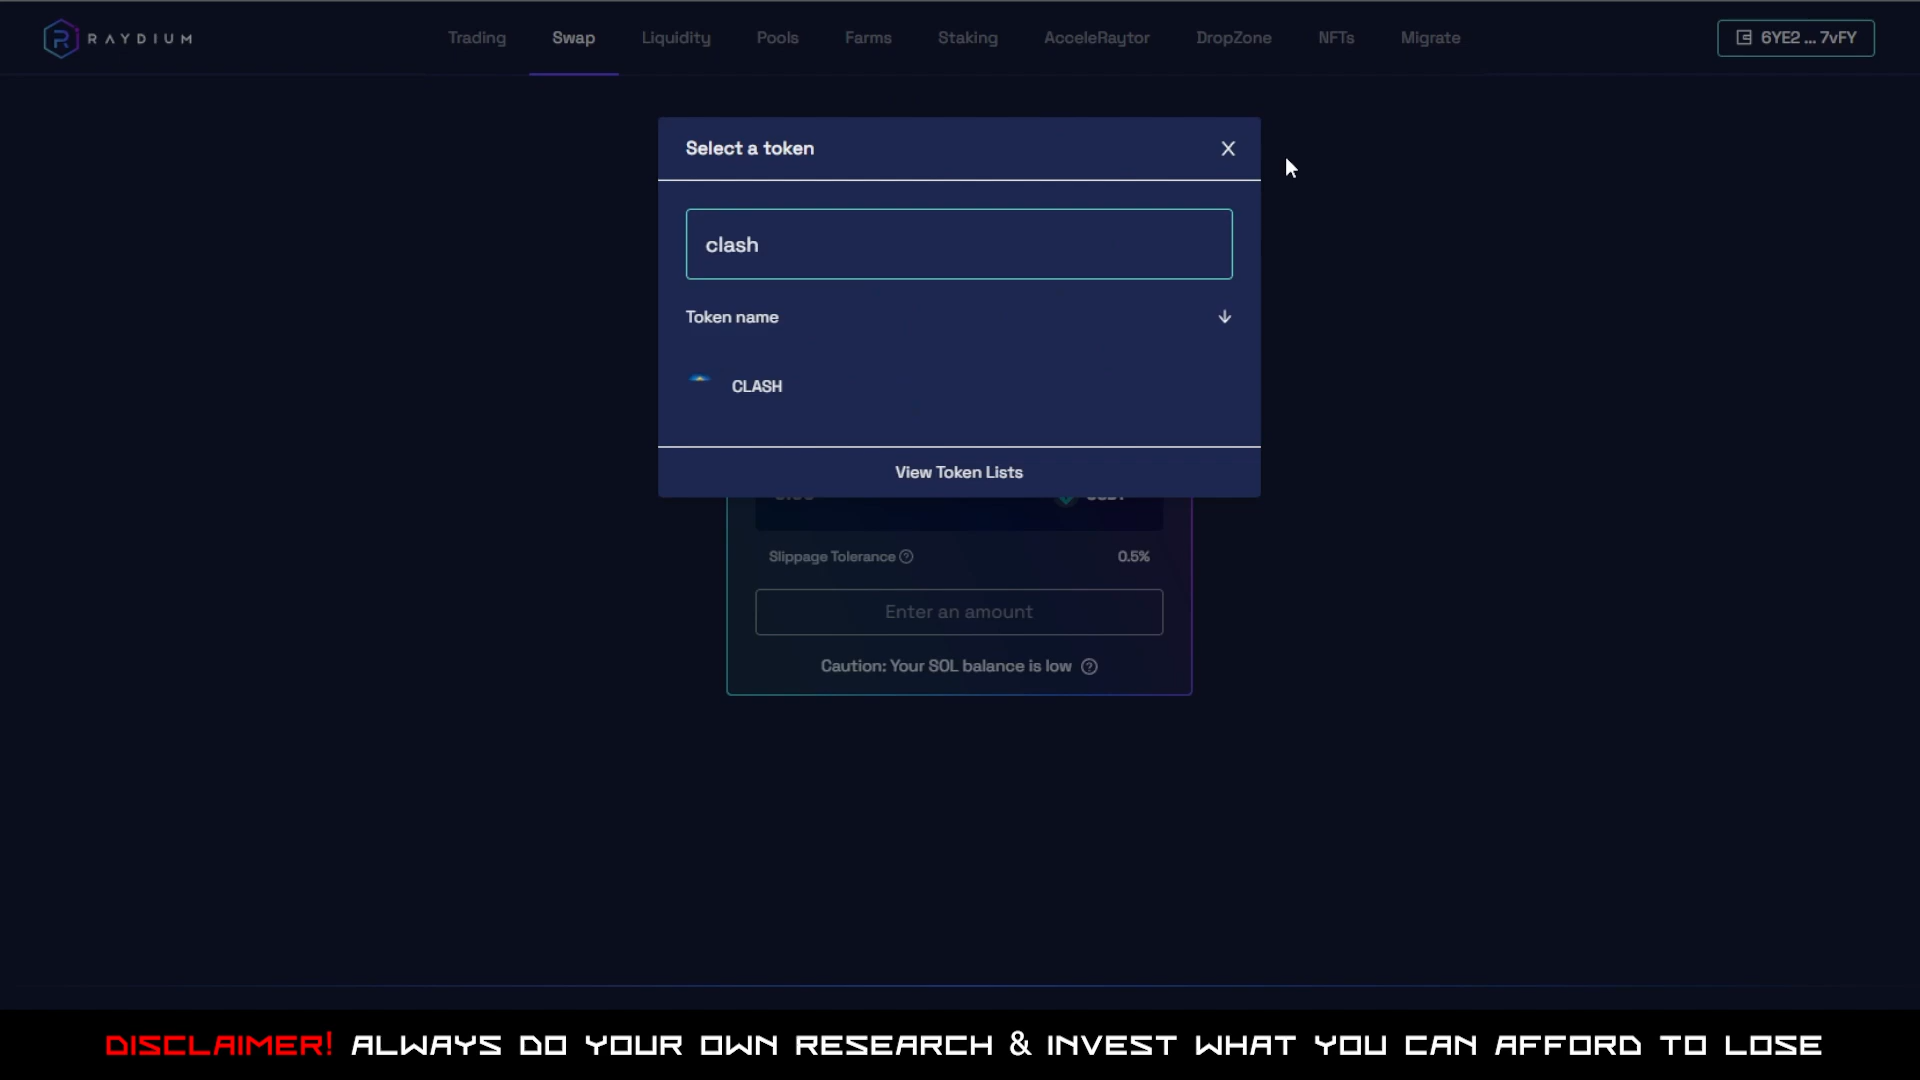 RAYDIUM Trading Swap Liquidity Pools Farms Staking AcceleRaytor DropZone NFTs Migrate 6YE2 ... 7vFY
Select a token X
clash
Token name
CLASH
View Token Lists
Slippage Tolerance 0.5%
Enter an amount
Caution: Your SOL balance is low
DISCLAIMER! ALWAYS DO YOUR OWN RESEARCH & INVEST WHAT YOU CAN AFFORD TO LOSE